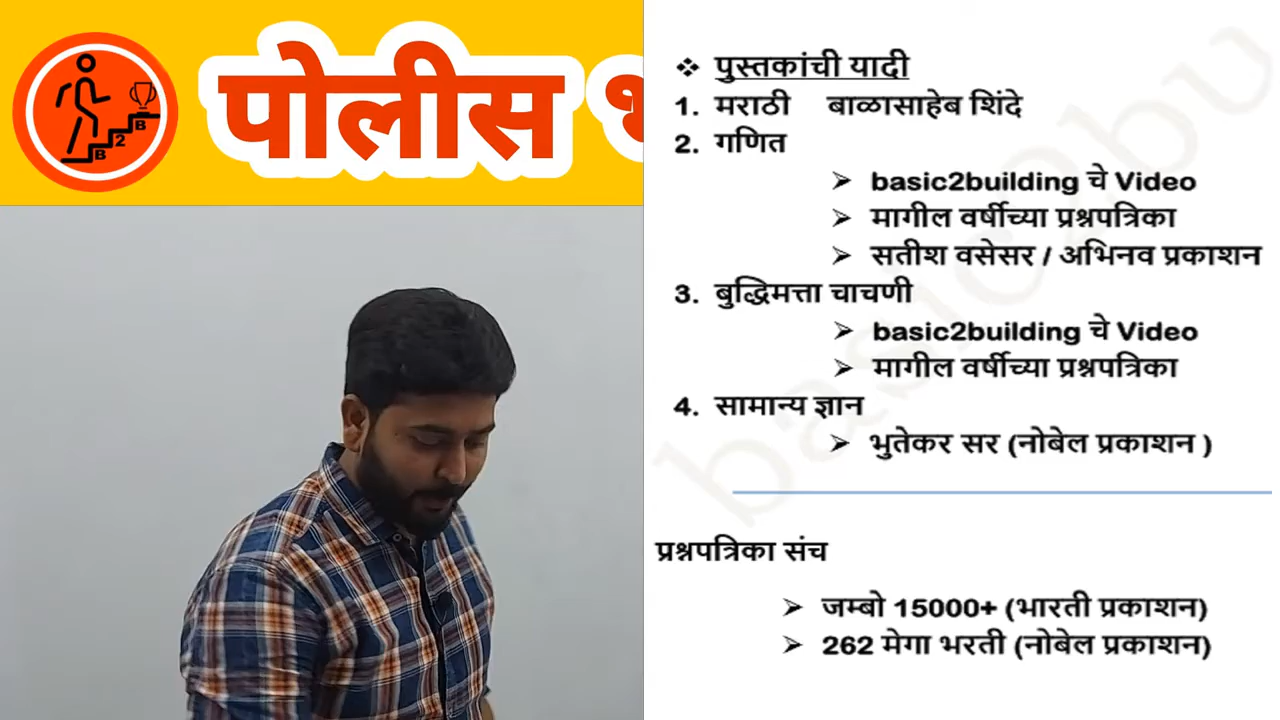 पोलीस
B
2
B
❖ पुस्तकांची यादी
1. मराठी बाळासाहेब शिंदे
2. गणित
➢ basic2building चे Video
➢ मागील वर्षीच्या प्रश्नपत्रिका
➢ सतीश वसेसर / अभिनव प्रकाशन
3. बुद्धिमत्ता चाचणी
➢ basic2building चे Video
➢ मागील वर्षीच्या प्रश्नपत्रिका
4. सामान्य ज्ञान
➢ भुतेकर सर (नोबेल प्रकाशन )
प्रश्नपत्रिका संच
➢ जम्बो 15000+ (भारती प्रकाशन)
➢ 262 मेगा भरती (नोबेल प्रकाशन)
basic2bu